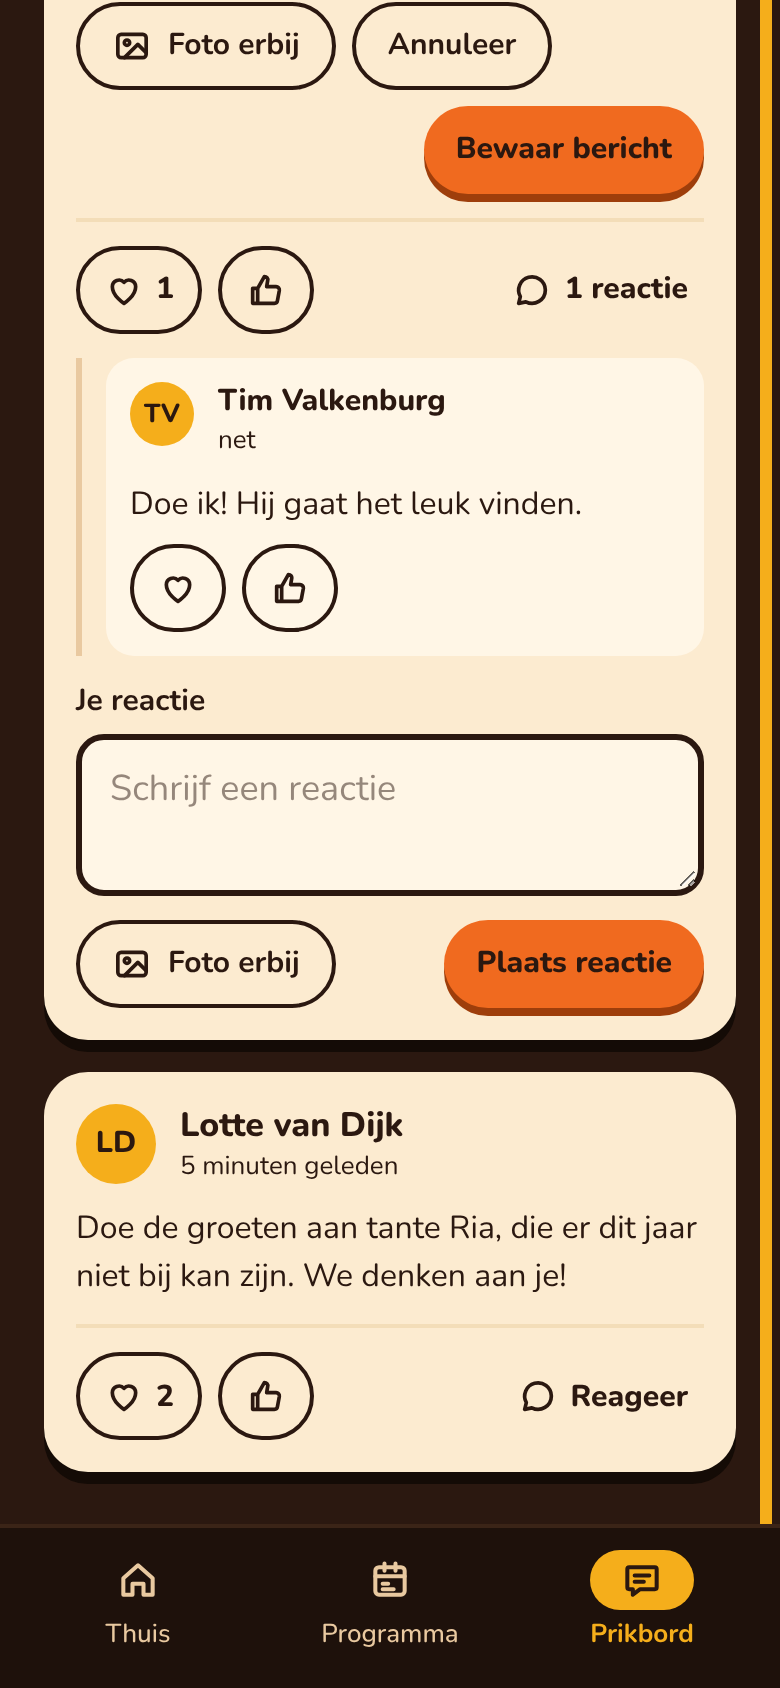 Foto erbij
Annuleer
Bewaar bericht
1
1 reactie
TV
Tim Valkenburg
net
Doe ik! Hij gaat het leuk vinden.
Je reactie
Schrijf een reactie
Foto erbij
Plaats reactie
LD
Lotte van Dijk
5 minuten geleden
Doe de groeten aan tante Ria, die er dit jaar
niet bij kan zijn. We denken aan je!
2
Reageer
Thuis
Programma
Prikbord